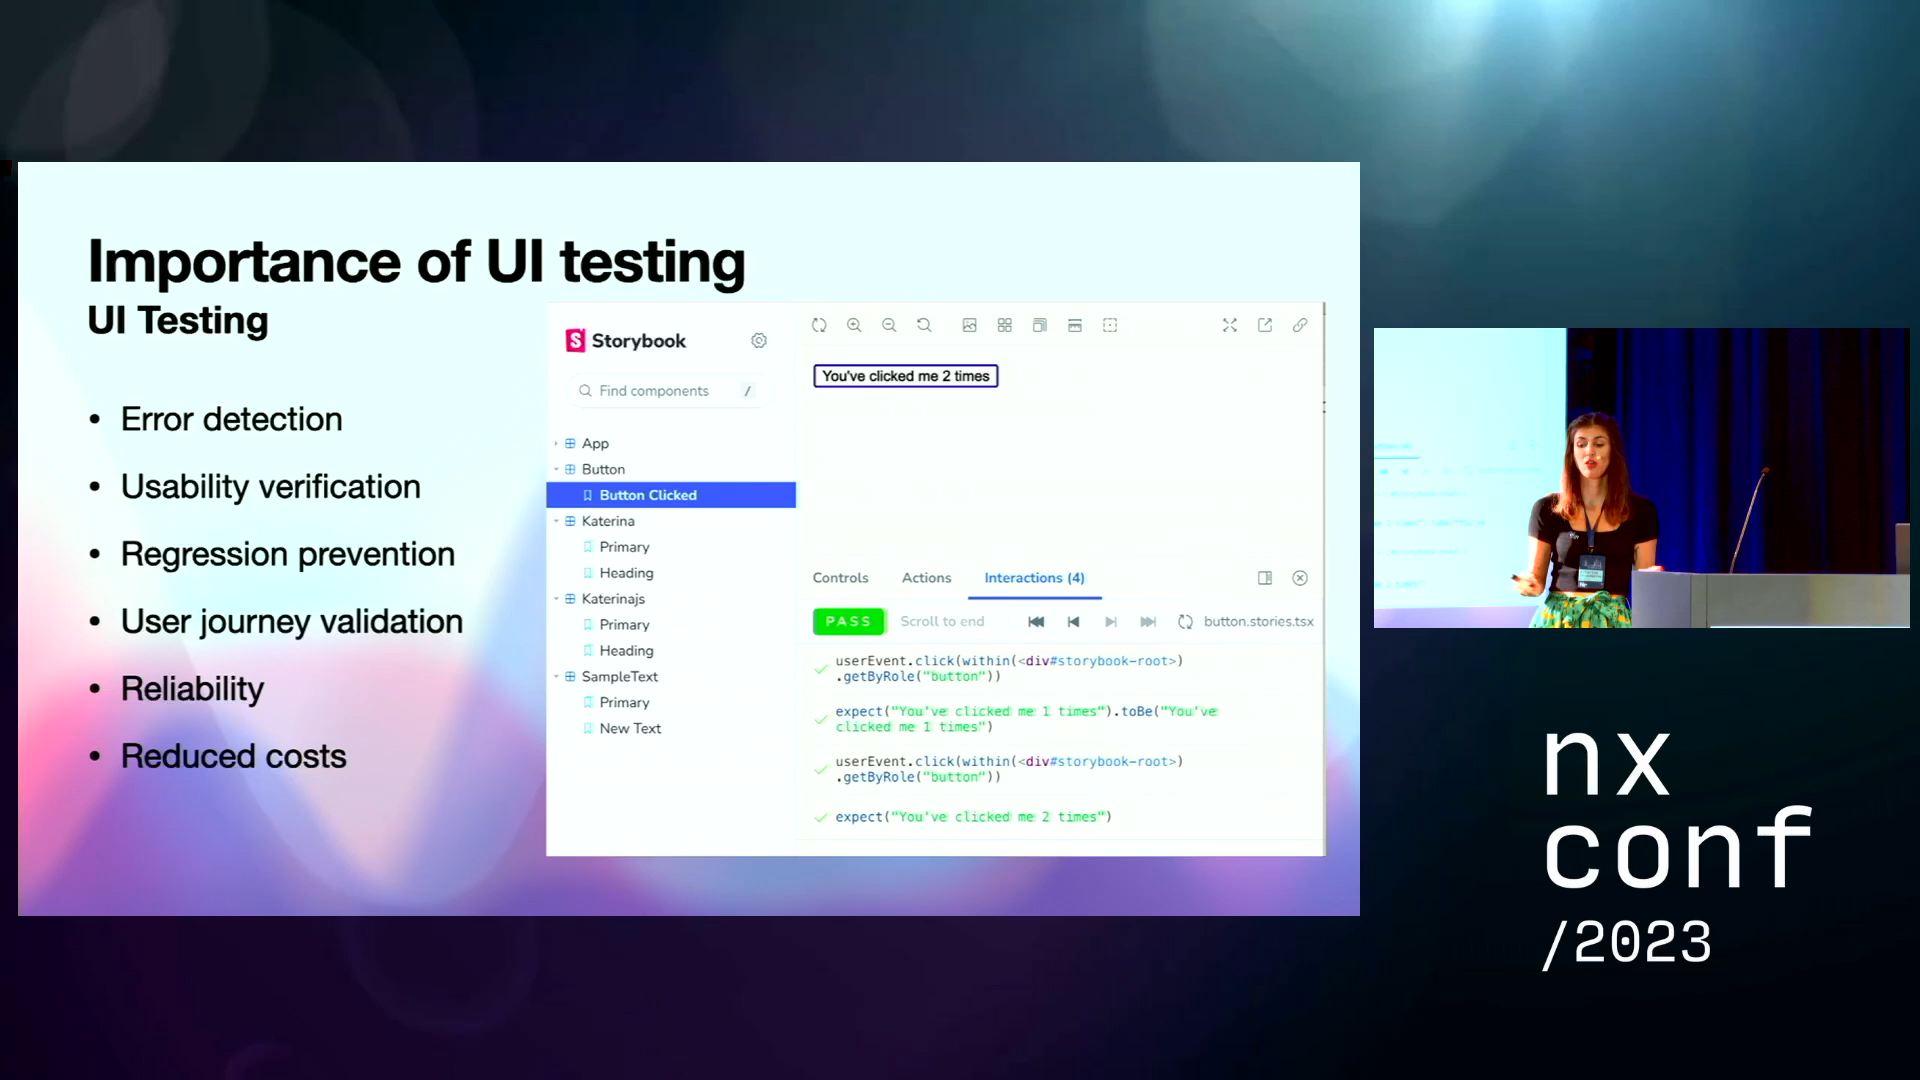 Importance of UI testing
UI Testing
• Error detection
• Usability verification
• Regression prevention
• User journey validation
• Reliability
• Reduced costs
Storybook
Find components /
App
Button
Button Clicked
Katerina
Primary
Heading
Katerinajs
Primary
Heading
SampleText
Primary
New Text
You've clicked me 2 times
Controls Actions Interactions (4)
PASS Scroll to end button.stories.tsx
userEvent.click(within(<div#storybook-root>)
.getByRole("button"))
expect("You've clicked me 1 times").toBe("You've
clicked me 1 times")
userEvent.click(within(<div#storybook-root>)
.getByRole("button"))
expect("You've clicked me 2 times")
nx
conf
/2023